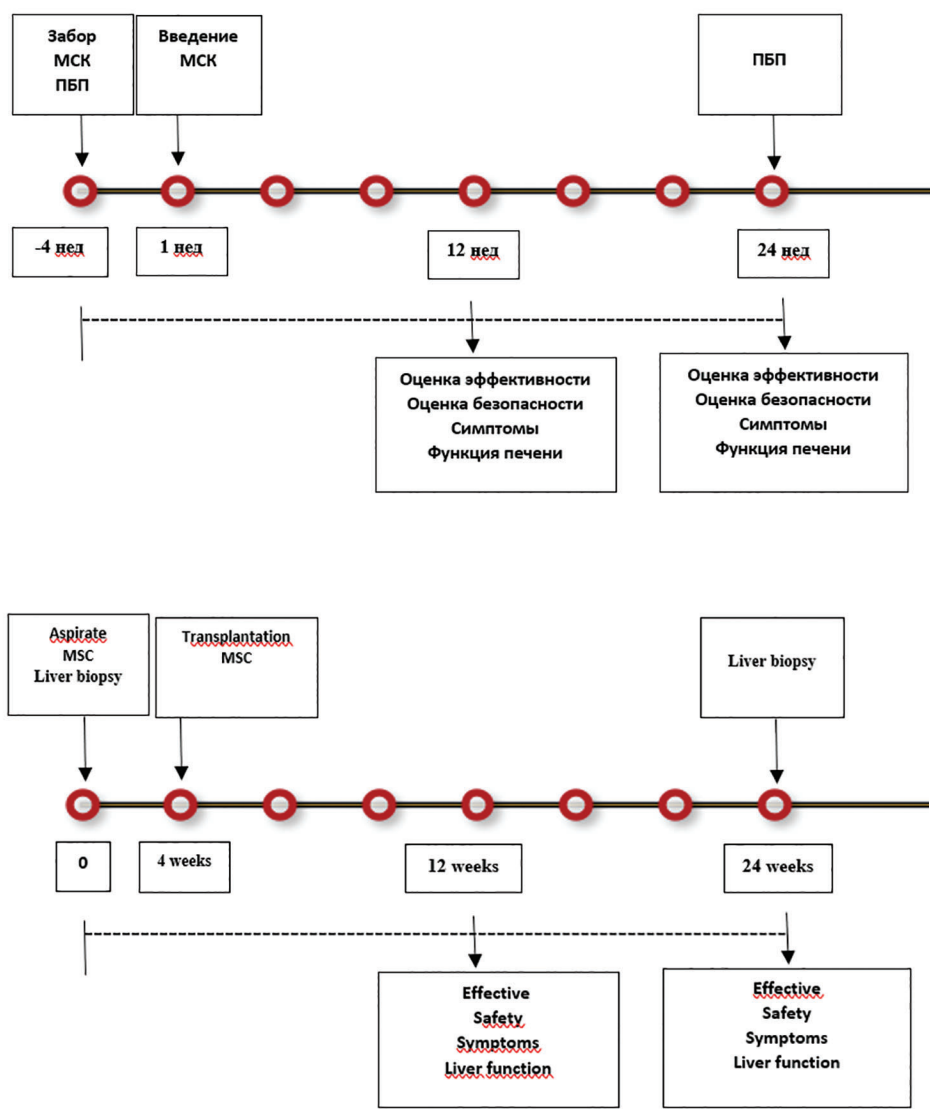 Забор
МСК
ПБП
Введение
МСК
ПБП
-4 нед
1 нед
12 нед
24 нед
Оценка эффективности
Оценка безопасности
Симптомы
Функция печени
Оценка эффективности
Оценка безопасности
Симптомы
Функция печени
Aspirate
MSC
Liver biopsy
Transplantation
MSC
Liver biopsy
0
4 weeks
12 weeks
24 weeks
Effective
Safety
Symptoms
Liver function
Effective
Safety
Symptoms
Liver function